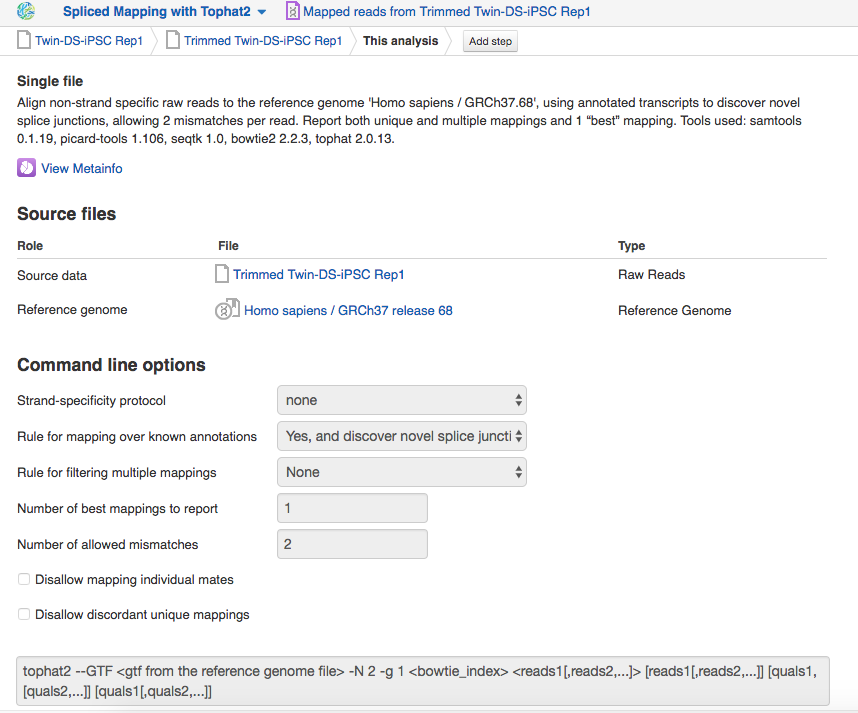 Spliced Mapping with Tophat2 Mapped reads from Trimmed Twin-DS-iPSC Rep1
Twin-DS-iPSC Rep1 Trimmed Twin-DS-iPSC Rep1 This analysis Add step
Single file
Align non-strand specific raw reads to the reference genome 'Homo sapiens / GRCh37.68', using annotated transcripts to discover novel
splice junctions, allowing 2 mismatches per read. Report both unique and multiple mappings and 1 “best” mapping. Tools used: samtools
0.1.19, picard-tools 1.106, seqtk 1.0, bowtie2 2.2.3, tophat 2.0.13.
View Metainfo
Source files
Role File Type
Source data Trimmed Twin-DS-iPSC Rep1 Raw Reads
Reference genome Homo sapiens / GRCh37 release 68 Reference Genome
Command line options
Strand-specificity protocol none
Rule for mapping over known annotations Yes, and discover novel splice juncti
Rule for filtering multiple mappings None
Number of best mappings to report 1
Number of allowed mismatches 2
Disallow mapping individual mates
Disallow discordant unique mappings
tophat2 --GTF <gtf from the reference genome file> -N 2 -g 1 <bowtie_index> <reads1[,reads2,...]> [reads1[,reads2,...]] [quals1,
[quals2,...]] [quals1[,quals2,...]]